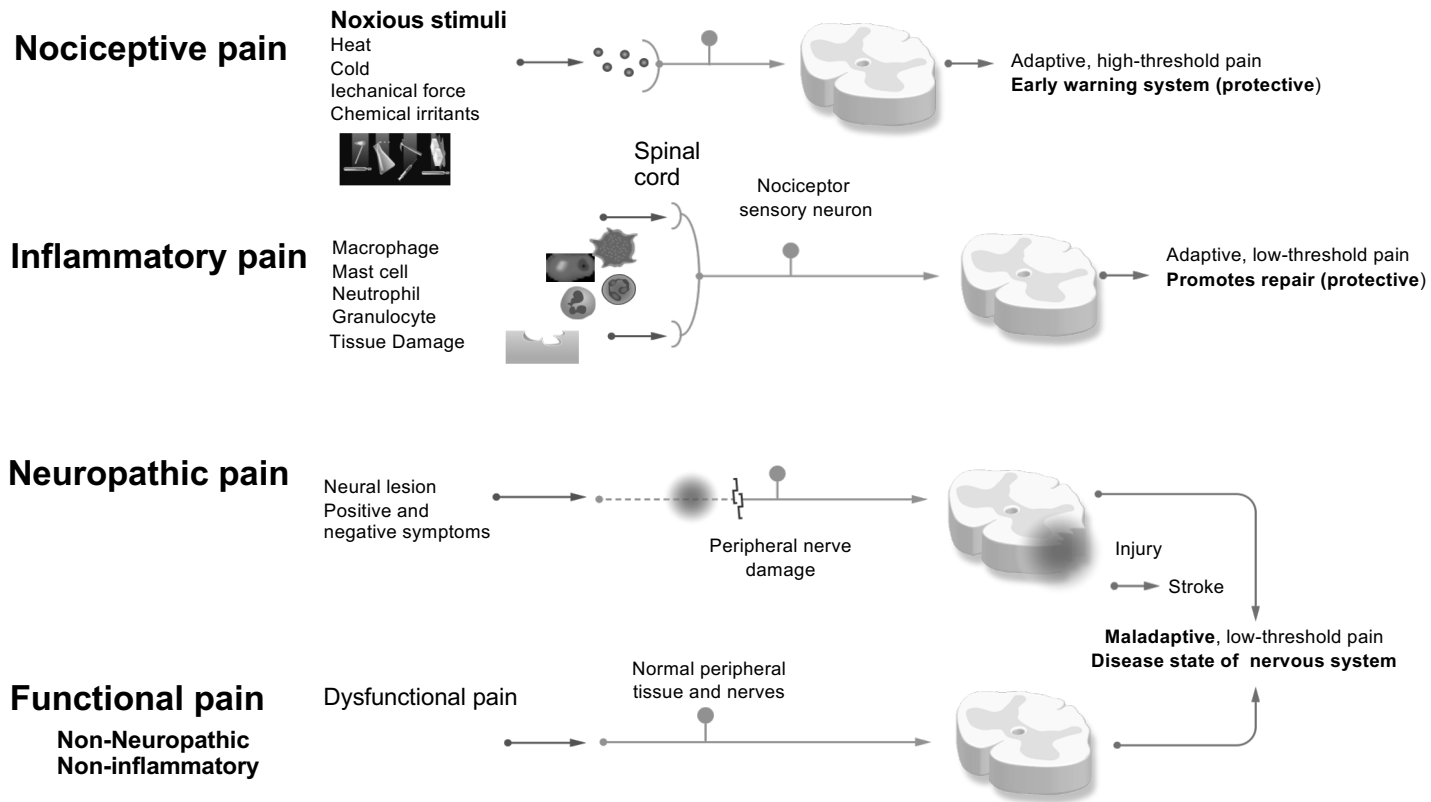 Nociceptive pain
Noxious stimuli
Heat
Cold
lechanical force
Chemical irritants
Adaptive, high-threshold pain
Early warning system (protective)
Spinal
cord
Nociceptor
sensory neuron
Inflammatory pain
Macrophage
Mast cell
Neutrophil
Granulocyte
Tissue Damage
Adaptive, low-threshold pain
Promotes repair (protective)
Neuropathic pain
Neural lesion
Positive and
negative symptoms
Peripheral nerve
damage
Injury
Stroke
Maladaptive, low-threshold pain
Disease state of nervous system
Functional pain
Non-Neuropathic
Non-inflammatory
Dysfunctional pain
Normal peripheral
tissue and nerves